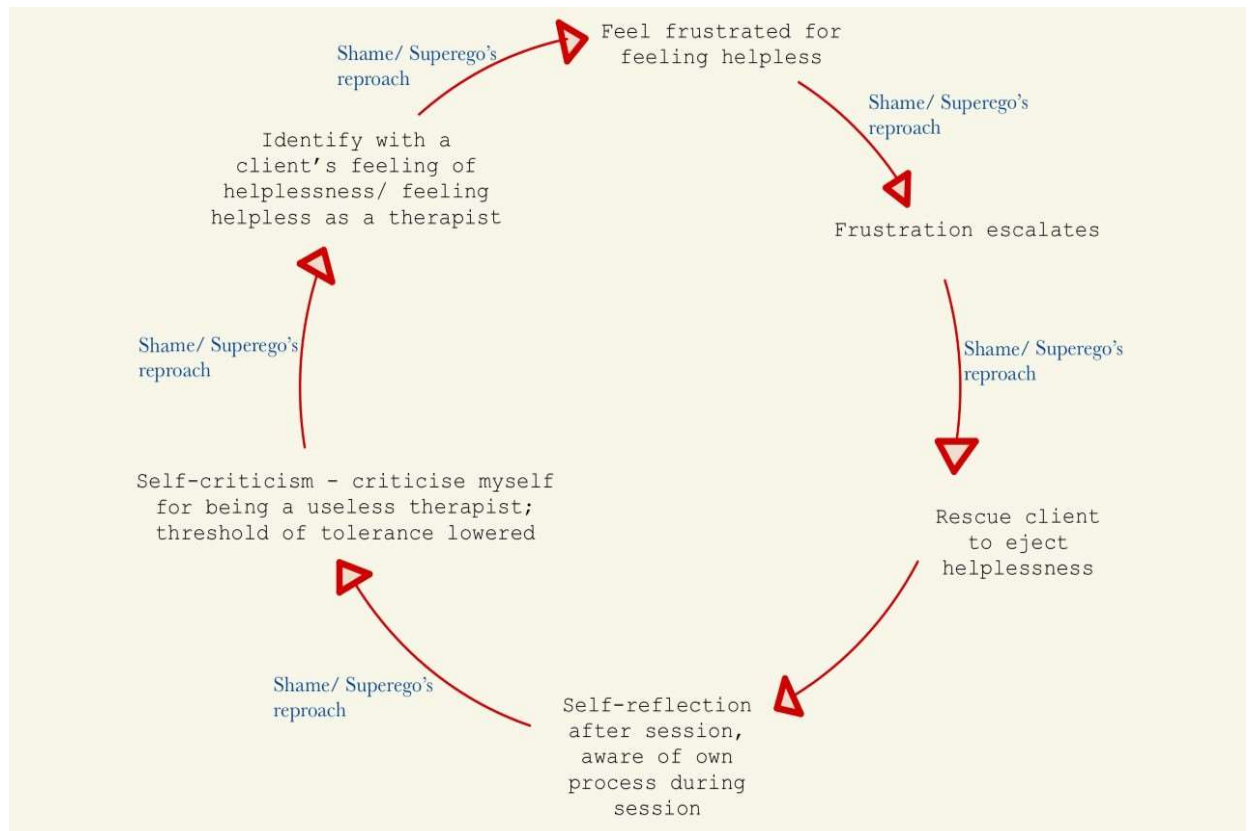 Feel frustrated for
feeling helpless
Shame/ Superego's
reproach
Frustration escalates
Shame/ Superego's
reproach
Rescue client
to eject
helplessness
Self-reflection
after session,
aware of own
process during
session
Shame/ Superego's
reproach
Self-criticism - criticise myself
for being a useless therapist;
threshold of tolerance lowered
Shame/ Superego's
reproach
Identify with a
client's feeling of
helplessness/ feeling
helpless as a therapist
Shame/ Superego's
reproach